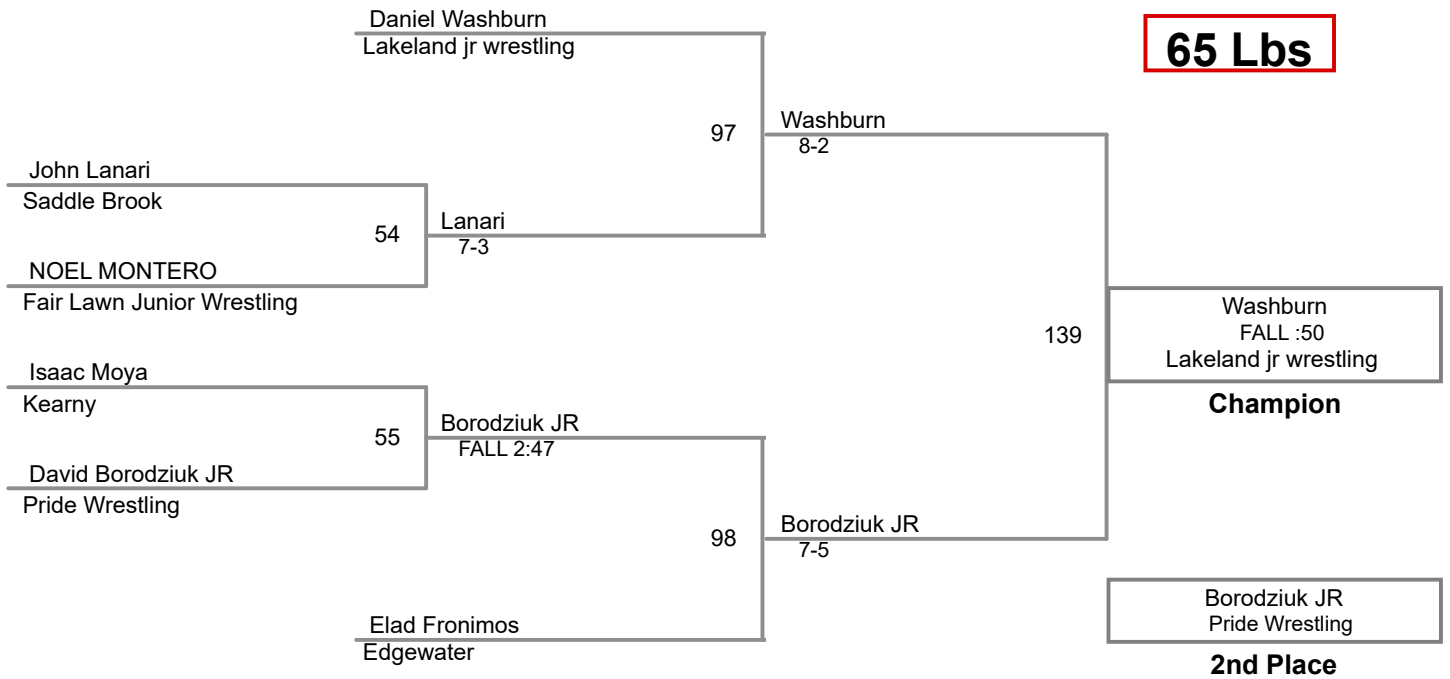 Daniel Washburn
Lakeland jr wrestling
65 Lbs
97
Washburn
8-2
John Lanari
Saddle Brook
54
Lanari
7-3
NOEL MONTERO
Fair Lawn Junior Wrestling
139
Washburn
FALL :50
Lakeland jr wrestling
Champion
Isaac Moya
Kearny
55
Borodziuk JR
FALL 2:47
David Borodziuk JR
Pride Wrestling
98
Borodziuk JR
7-5
Elad Fronimos
Edgewater
Borodziuk JR
Pride Wrestling
2nd Place